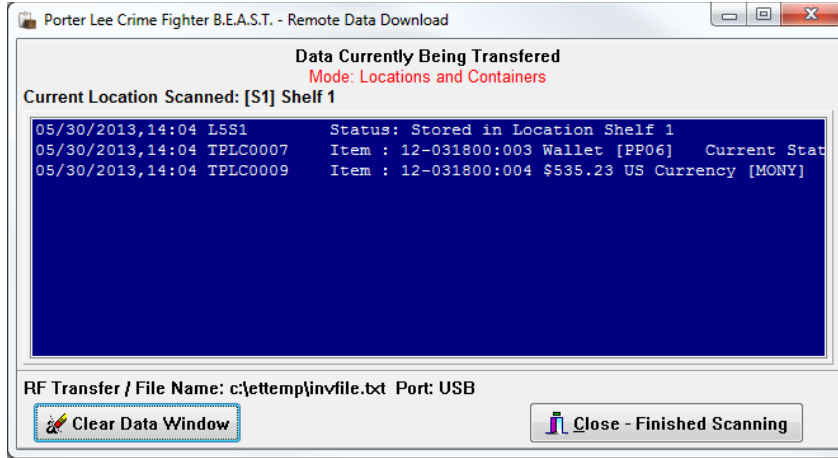 Porter Lee Crime Fighter B.E.A.S.T. - Remote Data Download
Data Currently Being Transfered
Mode: Locations and Containers
Current Location Scanned: [S1] Shelf 1
05/30/2013,14:04 L5S1 Status: Stored in Location Shelf 1
05/30/2013,14:04 TPLC0007 Item : 12-031800:003 Wallet [PP06] Current Stat
05/30/2013,14:04 TPLC0009 Item : 12-031800:004 $535.23 US Currency [MONY]
RF Transfer / File Name: c:\ettemp\invfile.txt Port: USB
Clear Data Window
Close - Finished Scanning